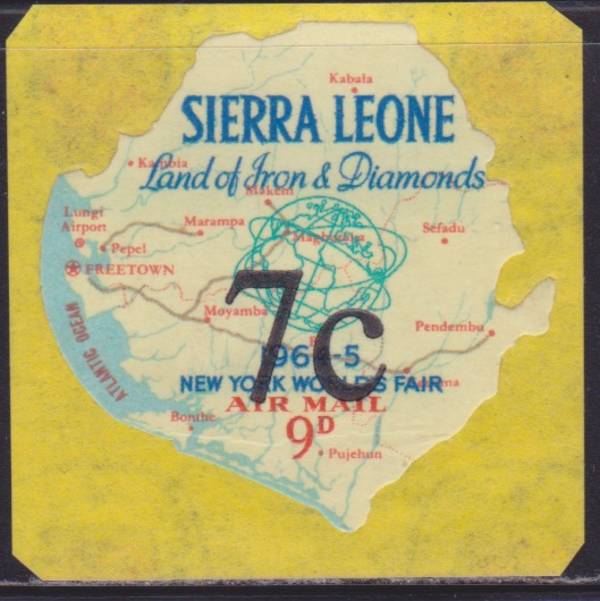 Kabala
SIERRA LEONE
Kambia
Land of Iron & Diamonds
Makeni
Lungi
Airport
Marampa
Magburaka
Sefadu
Pepel
FREETOWN
7c
Moyamba
Pendembu
ATLANTIC OCEAN
1964-5
NEW YORK WORLD'S FAIR
AIR MAIL
Bonthe
9D
Pujehun